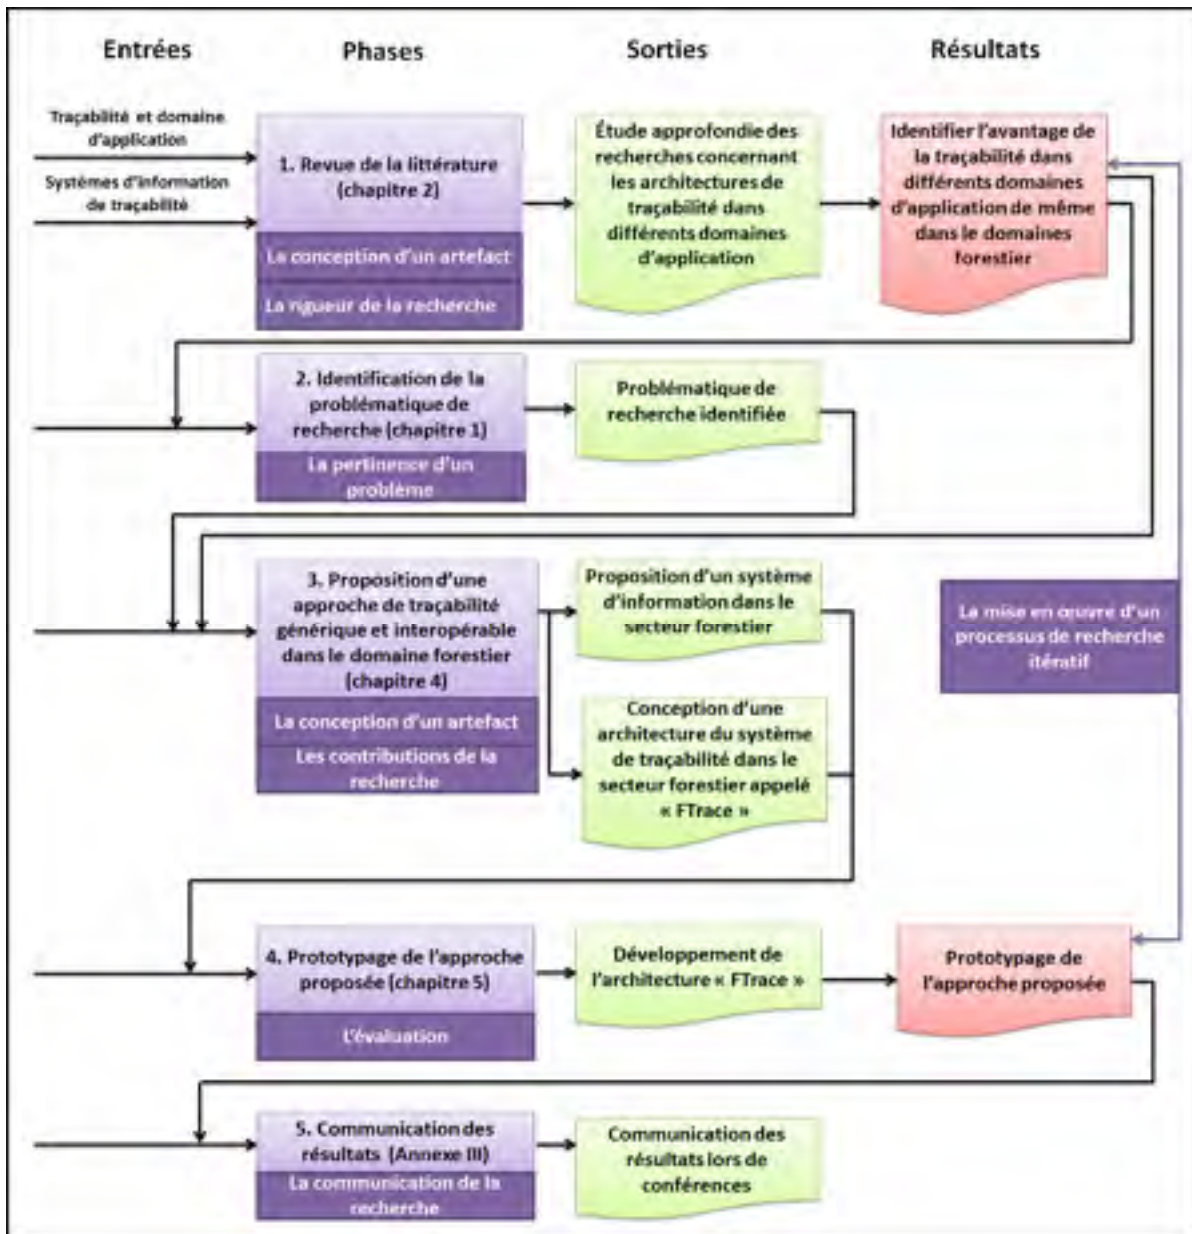 Entrées
Phases
Sorties
Résultats
Traçabilité et domaine
d'application
Systèmes d'information
de traçabilité
1. Revue de la littérature
(chapitre 2)
La conception d'un artefact
La rigueur de la recherche
Étude approfondie des
recherches concernant
les architectures de
traçabilité dans
différents domaines
d'application
Identifier l'avantage de
la traçabilité dans
différents domaines
d'application de même
dans le domaines
forestier
2. Identification de la
problématique de
recherche (chapitre 1)
La pertinence d'un
problème
Problématique de
recherche identifiée
3. Proposition d'une
approche de traçabilité
générique et interopérable
dans le domaine forestier
(chapitre 4)
La conception d'un artefact
Les contributions de la
recherche
Proposition d'un système
d'information dans le
secteur forestier
Conception d'une
architecture du système
de traçabilité dans le
secteur forestier appelé
« FTrace »
La mise en œuvre d'un
processus de recherche
itératif
4. Prototypage de l'approche
proposée (chapitre 5)
L'évaluation
Développement de
l'architecture « FTrace »
Prototypage de
l'approche proposée
5. Communication des
résultats (Annexe III)
La communication de la
recherche
Communication des
résultats lors de
conférences